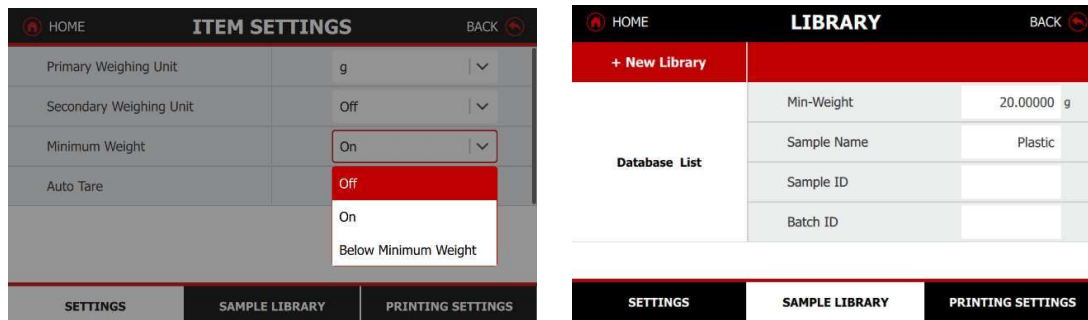 HOME ITEM SETTINGS BACK
Primary Weighing Unit g
Secondary Weighing Unit Off
Minimum Weight On
Auto Tare
Off
On
Below Minimum Weight
SETTINGS SAMPLE LIBRARY PRINTING SETTINGS
HOME LIBRARY BACK
+ New Library
Database List
Min-Weight 20.00000 g
Sample Name Plastic
Sample ID
Batch ID
SETTINGS SAMPLE LIBRARY PRINTING SETTINGS